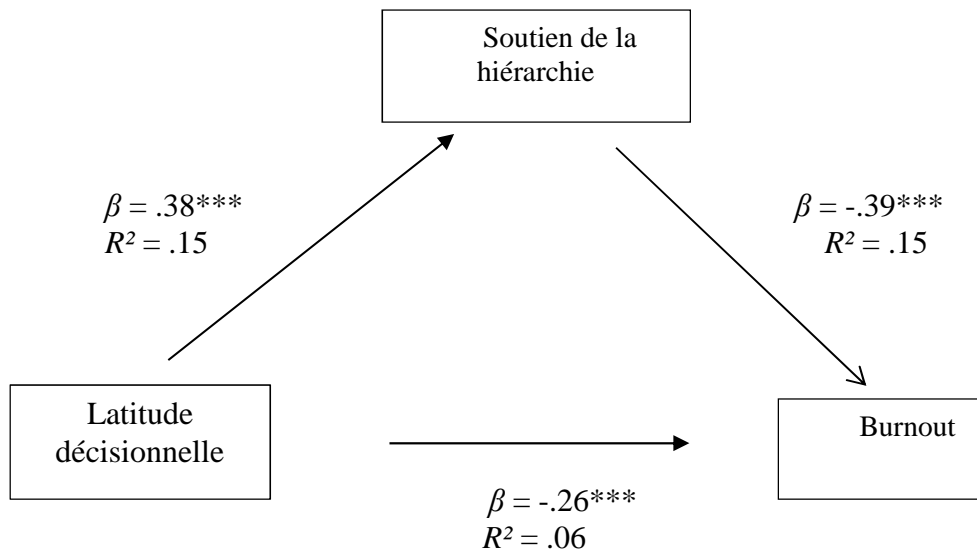 Soutien de la
hiérarchie
β = .38***
R² = .15
β = -.39***
R² = .15
Latitude
décisionnelle
Burnout
β = -.26***
R² = .06